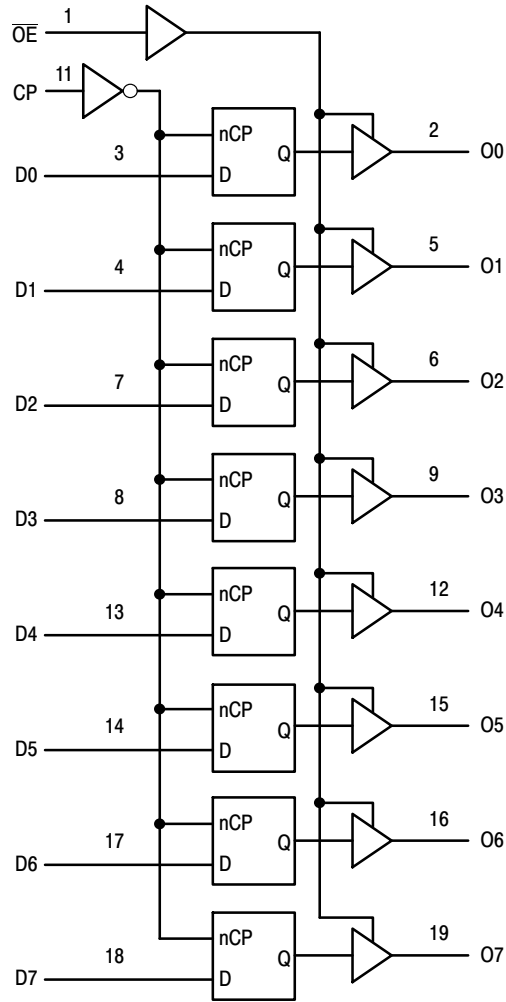 1
O̅E̅
11
CP
nCP
3 Q 2 O0
D0 D
nCP
4 Q 5 O1
D1 D
nCP
7 Q 6 O2
D2 D
nCP
8 Q 9 O3
D3 D
nCP
13 Q 12 O4
D4 D
nCP
14 Q 15 O5
D5 D
nCP
17 Q 16 O6
D6 D
nCP
18 Q 19 O7
D7 D